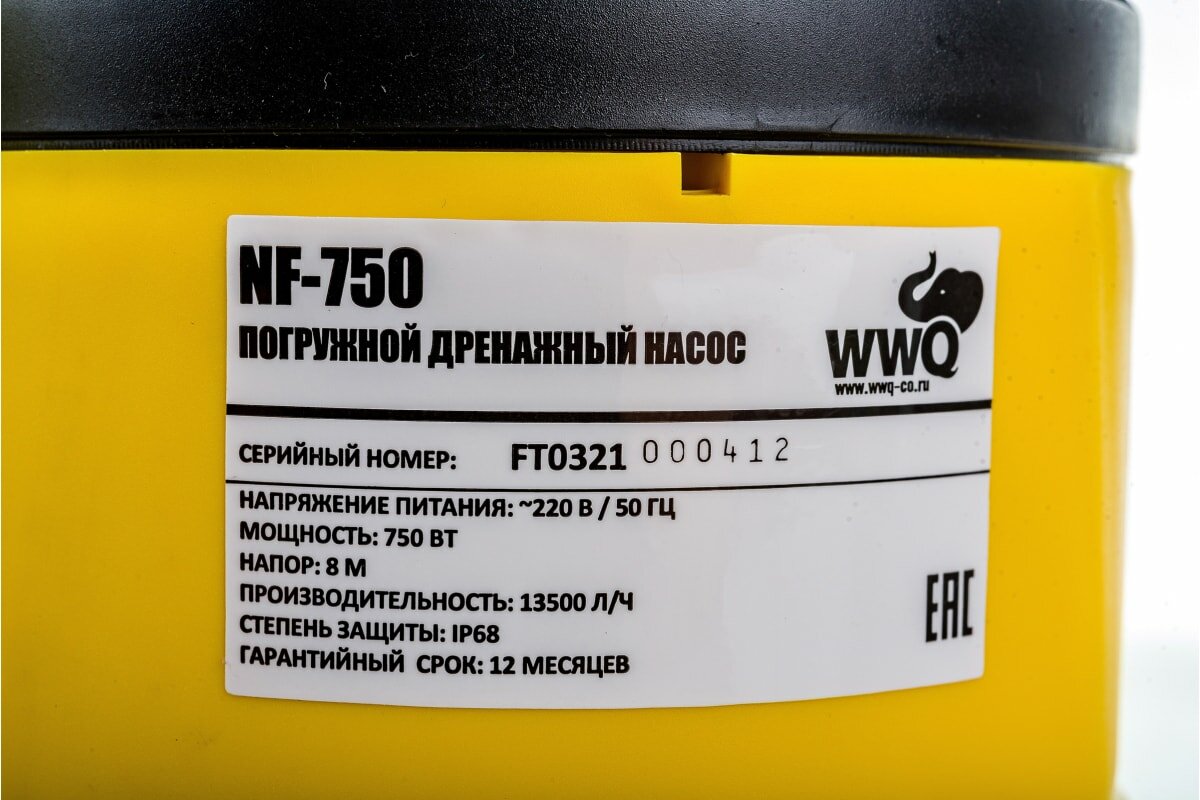 NF-750
ПОГРУЖНОЙ ДРЕНАЖНЫЙ НАСОС
WWQ
www.wwq-co.ru
СЕРИЙНЫЙ НОМЕР: FT0321 000412
НАПРЯЖЕНИЕ ПИТАНИЯ: ~220 В / 50 ГЦ
МОЩНОСТЬ: 750 ВТ
НАПОР: 8 М
ПРОИЗВОДИТЕЛЬНОСТЬ: 13500 Л/Ч
СТЕПЕНЬ ЗАЩИТЫ: IP68
ГАРАНТИЙНЫЙ СРОК: 12 МЕСЯЦЕВ
EAC